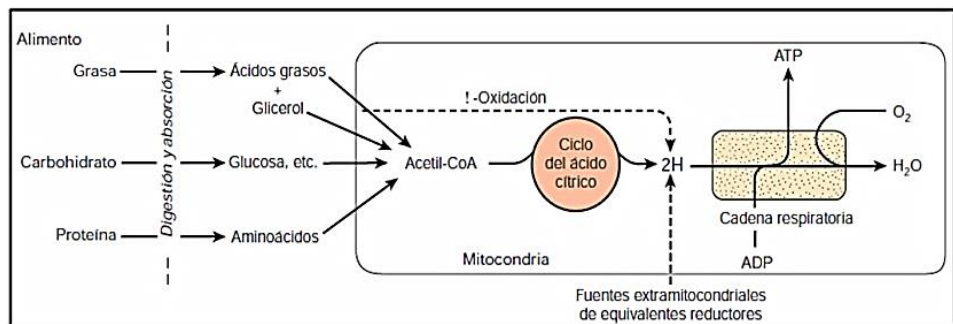 Alimento
Grasa
Carbohidrato
Proteína
Digestión y absorción
Ácidos grasos
+
Glicerol
Glucosa, etc.
Aminoácidos
!-Oxidación
Acetil-CoA
Ciclo
del ácido
cítrico
2H
ATP
O₂
H₂O
Cadena respiratoria
ADP
Mitocondria
Fuentes extramitocondriales
de equivalentes reductores